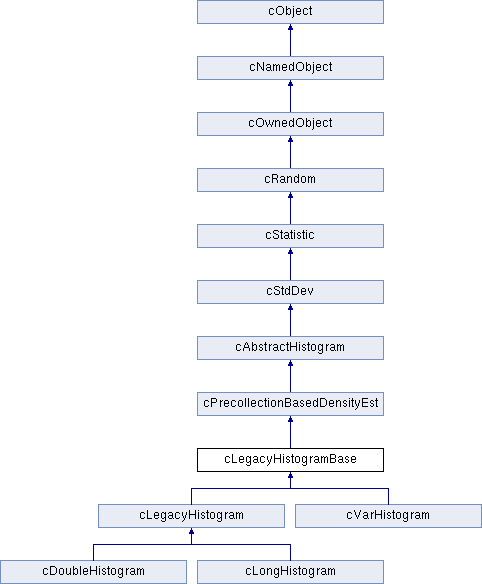 cObject
cNamedObject
cOwnedObject
cRandom
cStatistic
cStdDev
cAbstractHistogram
cPrecollectionBasedDensityEst
cLegacyHistogramBase
cLegacyHistogram
cVarHistogram
cDoubleHistogram
cLongHistogram